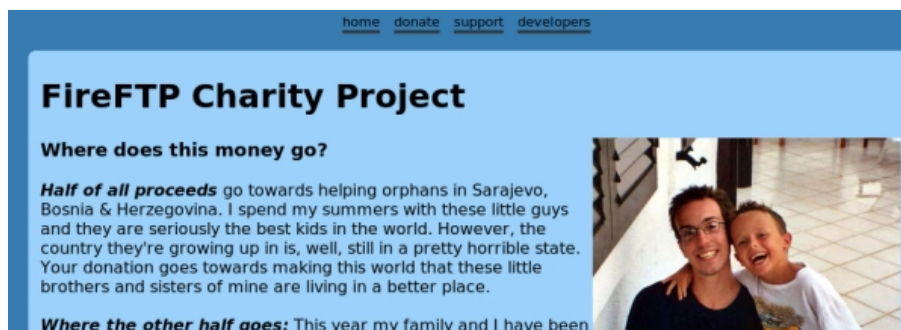 home donate support developers
FireFTP Charity Project
Where does this money go?
Half of all proceeds go towards helping orphans in Sarajevo,
Bosnia & Herzegovina. I spend my summers with these little guys
and they are seriously the best kids in the world. However, the
country they're growing up in is, well, still in a pretty horrible state.
Your donation goes towards making this world that these little
brothers and sisters of mine are living in a better place.
Where the other half goes: This year my family and I have been